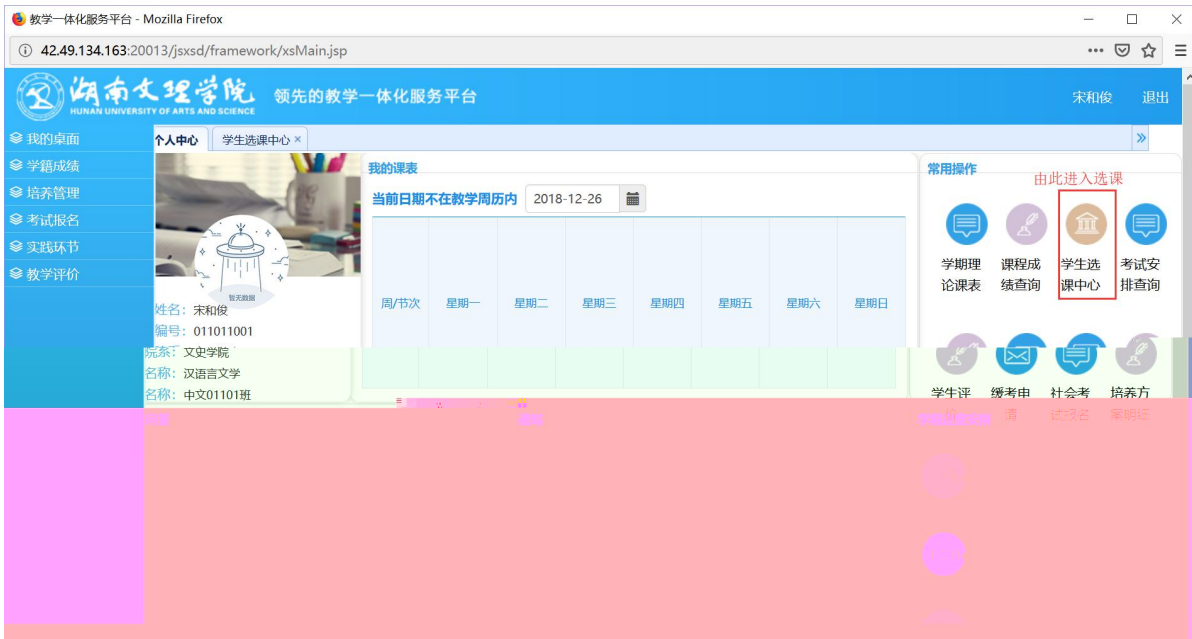 教学一体化服务平台 - Mozilla Firefox
42.49.134.163:20013/jsxsd/framework/xsMain.jsp
湖南文理学院
HUNAN UNIVERSITY OF ARTS AND SCIENCE
领先的教学一体化服务平台
宋和俊 退出
我的桌面
学籍成绩
培养管理
考试报名
实践环节
教学评价
个人中心 学生选课中心 ×
暂无数据
姓名：宋和俊
编号：011011001
院系：文史学院
名称：汉语言文学
名称：中文01101班
我的课表
当前日期不在教学周历内 2018-12-26
周/节次 星期一 星期二 星期三 星期四 星期五 星期六 星期日
常用操作
由此进入选课
学期理
论课表
课程成
绩查询
学生选
课中心
考试安
排查询
学生评
价
缓考申
请
社会考
试报名
培养方
案明细